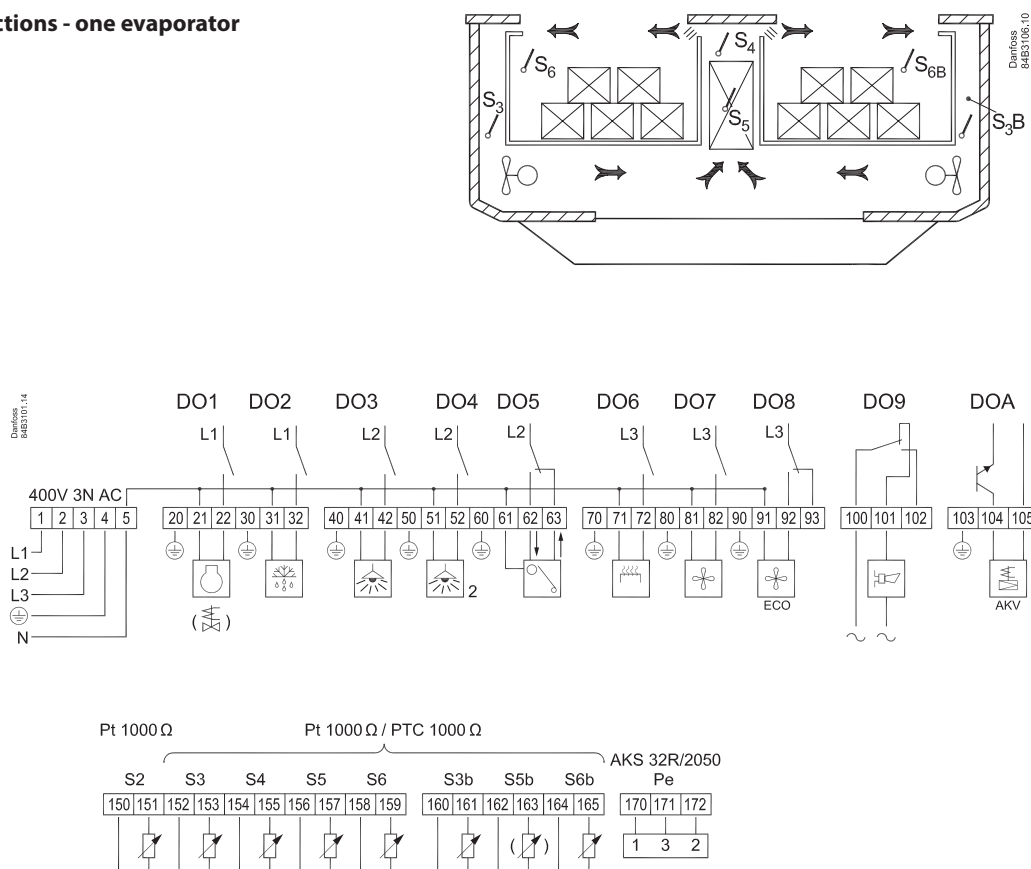 ctions - one evaporator
Danfoss
84B3106.10
S4
S6
S6B
S3
S5
S3B
Danfoss
84B3101.14
DO1 DO2 DO3 DO4 DO5 DO6 DO7 DO8 DO9 DOA
L1 L1 L2 L2 L2 L3 L3 L3
400V 3N AC
1 2 3 4 5 20 21 22 30 31 32 40 41 42 50 51 52 60 61 62 63 70 71 72 80 81 82 90 91 92 93 100 101 102 103 104 105
L1
L2
L3
N
( )
2
ECO
AKV
Pt 1000 Ω Pt 1000 Ω / PTC 1000 Ω
AKS 32R/2050
S2 S3 S4 S5 S6 S3b S5b S6b Pe
150 151 152 153 154 155 156 157 158 159 160 161 162 163 164 165 170 171 172
( )
1 3 2